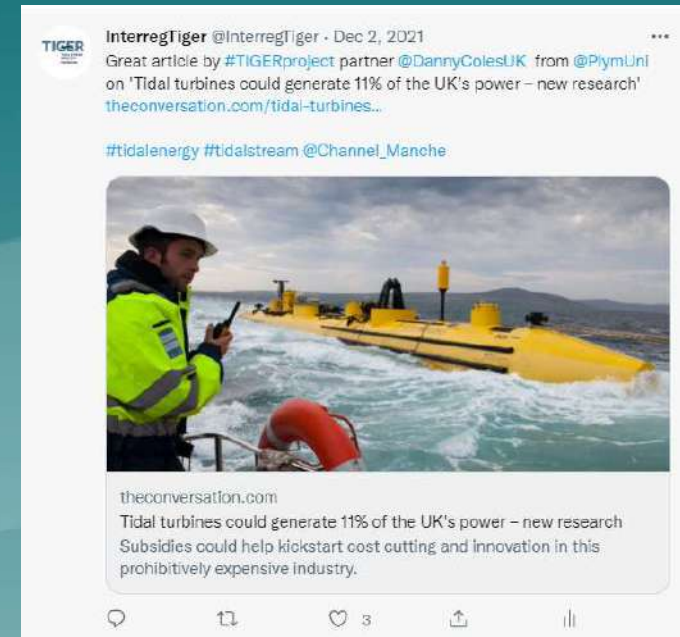 TIGER
InterregTiger @InterregTiger · Dec 2, 2021
Great article by #TIGERproject partner @DannyColesUK from @PlymUni
on 'Tidal turbines could generate 11% of the UK's power – new research'
theconversation.com/tidal-turbines...
#tidalenergy #tidalstream @Channel_Manche
theconversation.com
Tidal turbines could generate 11% of the UK's power – new research
Subsidies could help kickstart cost cutting and innovation in this
prohibitively expensive industry.
3